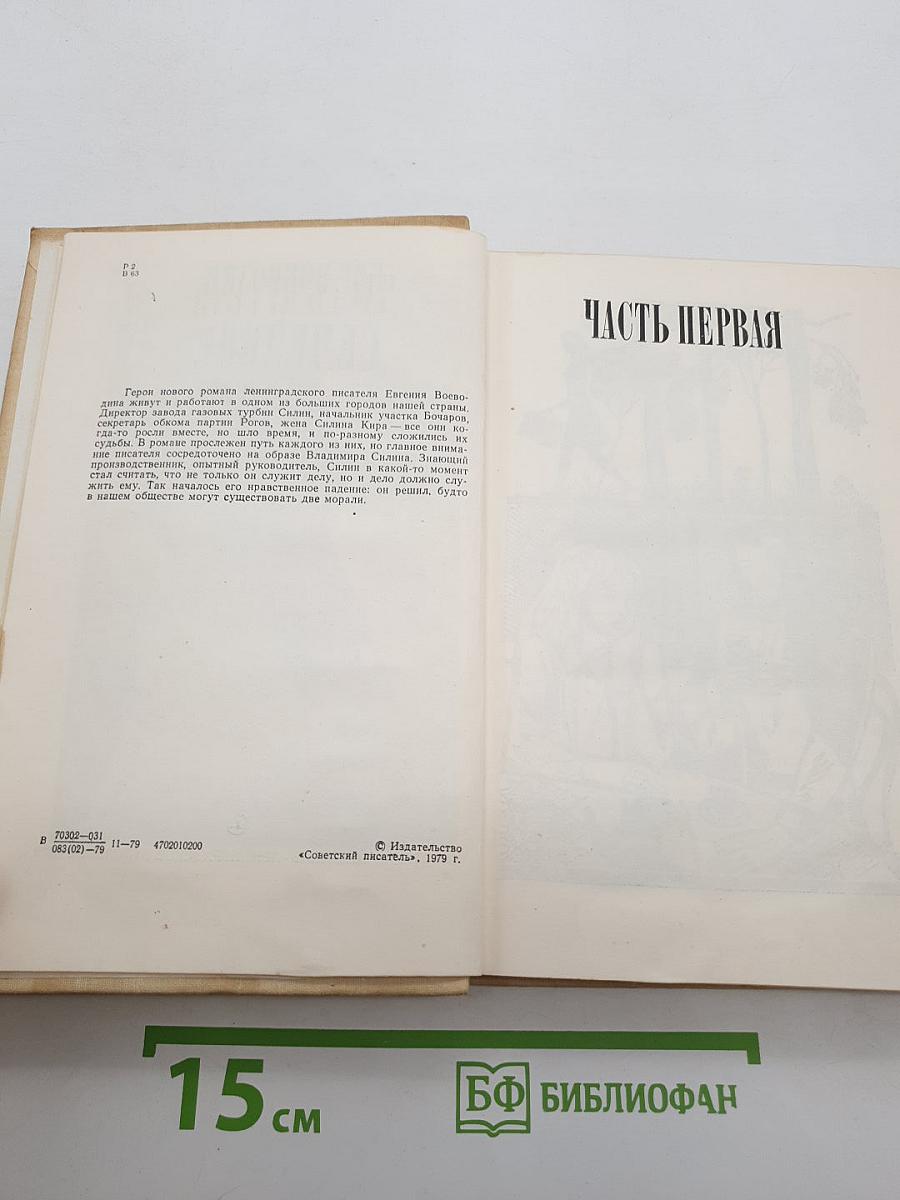 Р 2
В 63
Герои нового романа ленинградского писателя Евгения Воево-
дина живут и работают в одном из больших городов нашей страны.
Директор завода газовых турбин Силин, начальник участка Бочаров,
секретарь обкома партии Рогов, жена Силина Кира — все они ко-
гда-то росли вместе, но шло время, и по-разному сложились их
судьбы. В романе прослежен путь каждого из них, но главное внима-
ние писателя сосредоточено на образе Владимира Силина. Знающий
производственник, опытный руководитель, Силин в какой-то момент
стал считать, что не только он служит делу, но и дело должно слу-
жить ему. Так началось его нравственное падение: он решил, будто
в нашем обществе могут существовать две морали.
В 70302—031
083(02)—79 11—79 4702010200
© Издательство
«Советский писатель», 1979 г.
ЧАСТЬ ПЕРВАЯ
15 см
БФ БИБЛИОФАН